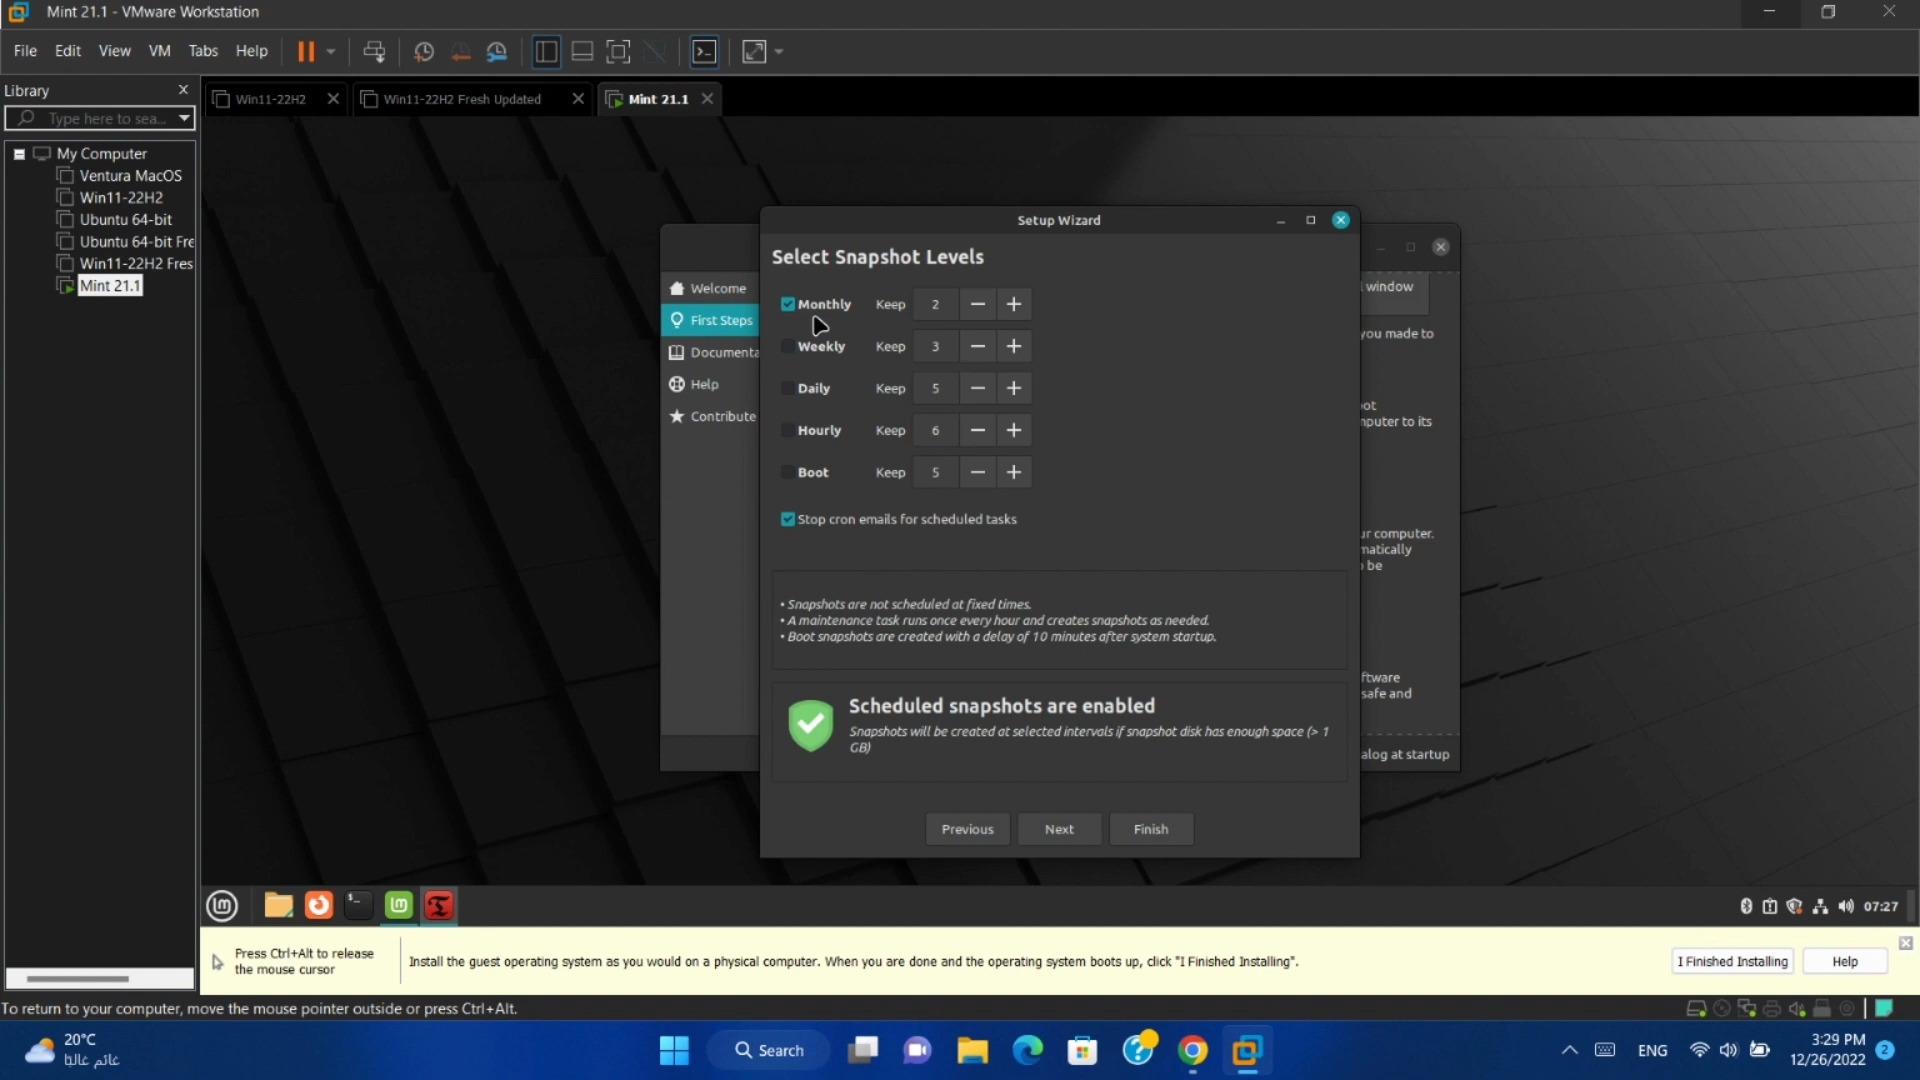 Mint 21.1 - VMware Workstation
File Edit View VM Tabs Help
Library
Type here to sea...
My Computer
Ventura MacOS
Win11-22H2
Ubuntu 64-bit
Ubuntu 64-bit Fre
Win11-22H2 Fres
Mint 21.1
Win11-22H2
Win11-22H2 Fresh Updated
Mint 21.1
Welcome
First Steps
Documenta
Help
Contribute
l window
you made to
oot
nputer to its
ur computer.
matically
be
ftware
safe and
alog at startup
Setup Wizard
Select Snapshot Levels
Monthly Keep 2 — +
Weekly Keep 3 — +
Daily Keep 5 — +
Hourly Keep 6 — +
Boot Keep 5 — +
Stop cron emails for scheduled tasks
• Snapshots are not scheduled at fixed times.
• A maintenance task runs once every hour and creates snapshots as needed.
• Boot snapshots are created with a delay of 10 minutes after system startup.
Scheduled snapshots are enabled
Snapshots will be created at selected intervals if snapshot disk has enough space (> 1
GB)
Previous Next Finish
07:27
Press Ctrl+Alt to release
the mouse cursor
Install the guest operating system as you would on a physical computer. When you are done and the operating system boots up, click "I Finished Installing".
I Finished Installing
Help
To return to your computer, move the mouse pointer outside or press Ctrl+Alt.
20°C
غائم غالبا
Search
ENG
3:29 PM
12/26/2022
2